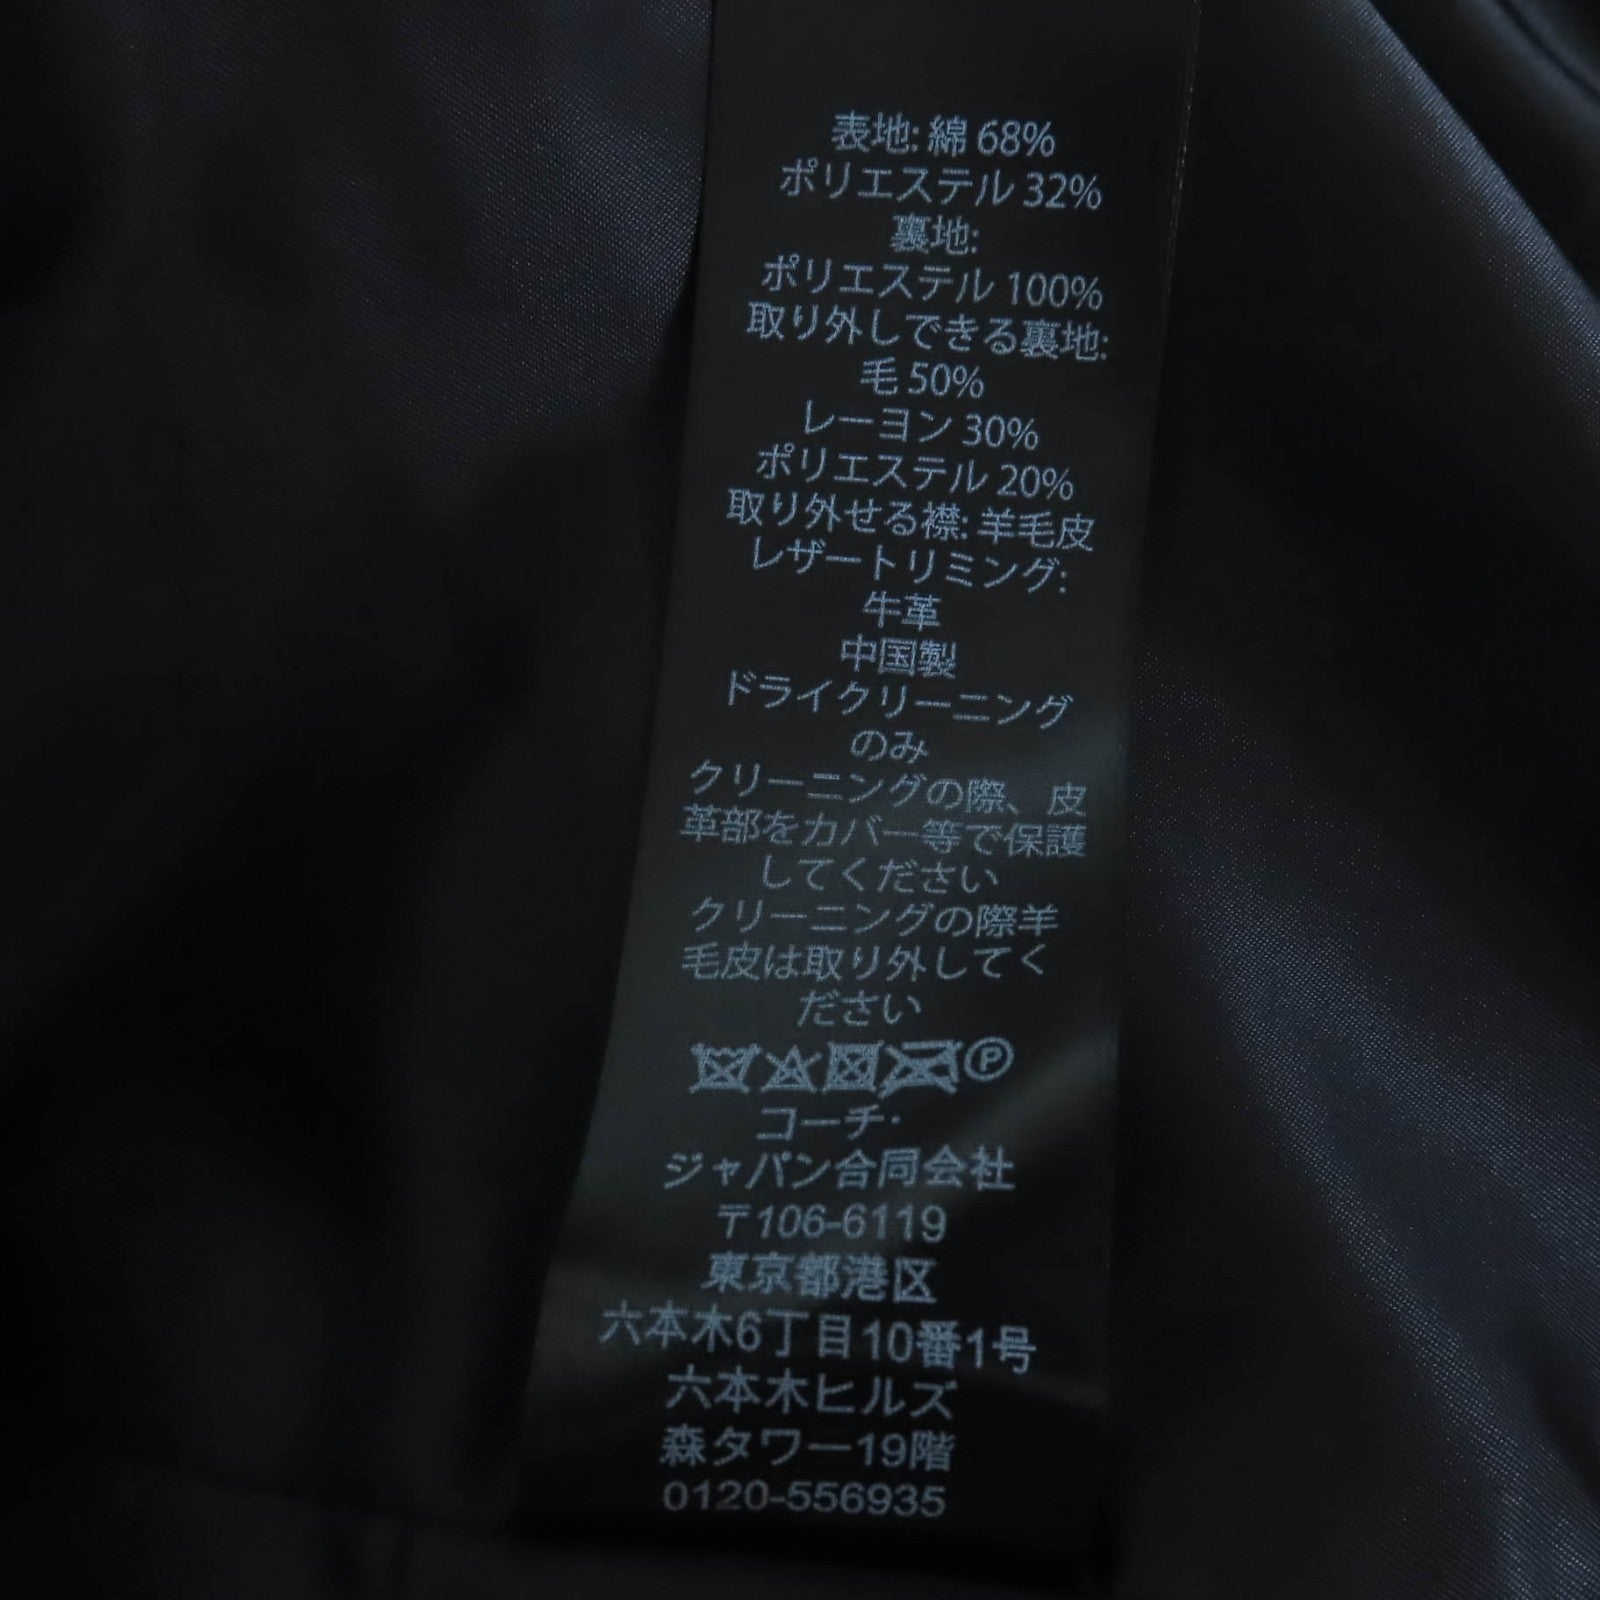 表地: 綿 68%
ポリエステル 32%
裏地:
ポリエステル 100%
取り外しできる裏地:
毛 50%
レーヨン 30%
ポリエステル 20%
取り外せる襟: 羊毛皮
レザートリミング:
牛革
中国製
ドライクリーニング
のみ
クリーニングの際、皮
革部をカバー等で保護
してください
クリーニングの際羊
毛皮は取り外してく
ださい
P
コーチ·
ジャパン合同会社
〒106-6119
東京都港区
六本木6丁目10番1号
六本木ヒルズ
森タワー19階
0120-556935